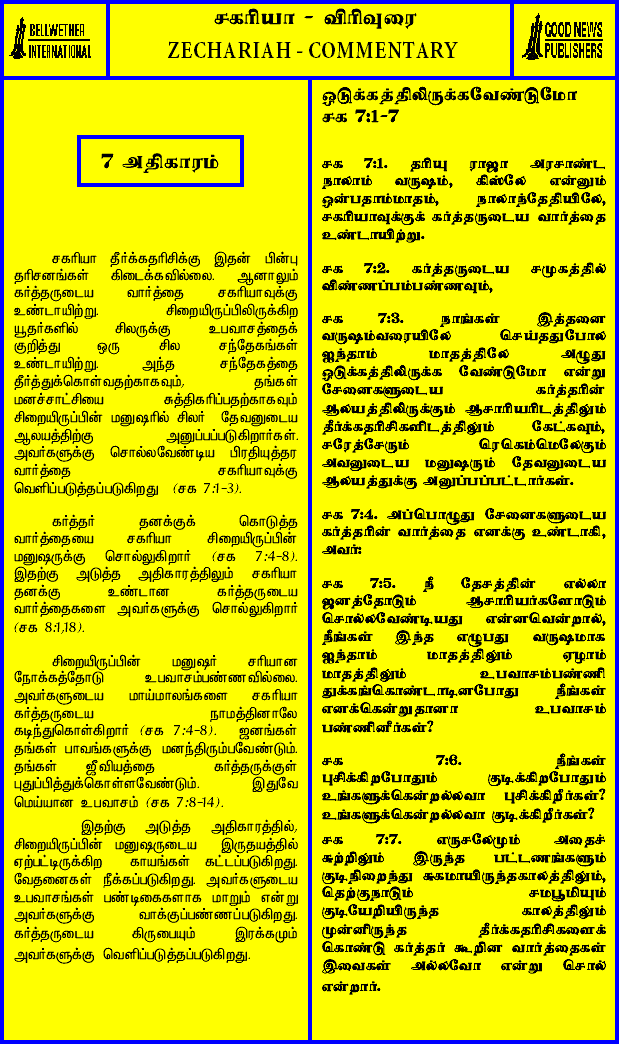 BELLWETHER
INTERNATIONAL
சகரியா - விரிவுரை
ZECHARIAH - COMMENTARY
GOOD NEWS
PUBLISHERS
7 அதிகாரம்
சகரியா தீர்க்கதரிசிக்கு இதன் பின்பு
தரிசனங்கள் கிடைக்கவில்லை. ஆனாலும்
கர்த்தருடைய வார்த்தை சகரியாவுக்கு
உண்டாயிற்று. சிறையிருப்பிலிருக்கிற
யூதர்களில் சிலருக்கு உபவாசத்தைக்
குறித்து ஒரு சில சந்தேகங்கள்
உண்டாயிற்று. அந்த சந்தேகத்தை
தீர்த்துக்கொள்வதற்காகவும், தங்கள்
மனச்சாட்சியை சுத்திகரிப்பதற்காகவும்
சிறையிருப்பின் மனுஷரில் சிலர் தேவனுடைய
ஆலயத்திற்கு அனுப்பப்படுகிறார்கள்.
அவர்களுக்கு சொல்லவேண்டிய பிரதியுத்தர
வார்த்தை சகரியாவுக்கு
வெளிப்படுத்தப்படுகிறது (சக 7:1-3).
கர்த்தர் தனக்குக் கொடுத்த
வார்த்தையை சகரியா சிறையிருப்பின்
மனுஷருக்கு சொல்லுகிறார் (சக 7:4-8).
இதற்கு அடுத்த அதிகாரத்திலும் சகரியா
தனக்கு உண்டான கர்த்தருடைய
வார்த்தைகளை அவர்களுக்கு சொல்லுகிறார்
(சக 8:1,18).
சிறையிருப்பின் மனுஷர் சரியான
நோக்கத்தோடு உபவாசம்பண்ணவில்லை.
அவர்களுடைய மாய்மாலங்களை சகரியா
கர்த்தருடைய நாமத்தினாலே
கடிந்துகொள்கிறார் (சக 7:4-8). ஜனங்கள்
தங்கள் பாவங்களுக்கு மனந்திரும்பவேண்டும்.
தங்கள் ஜீவியத்தை கர்த்தருக்குள்
புதுப்பித்துக்கொள்ளவேண்டும். இதுவே
மெய்யான உபவாசம் (சக 7:8-14).
இதற்கு அடுத்த அதிகாரத்தில்,
சிறையிருப்பின் மனுஷருடைய இருதயத்தில்
ஏற்பட்டிருக்கிற காயங்கள் கட்டப்படுகிறது.
வேதனைகள் நீக்கப்படுகிறது. அவர்களுடைய
உபவாசங்கள் பண்டிகைகளாக மாறும் என்று
அவர்களுக்கு வாக்குப்பண்ணப்படுகிறது.
கர்த்தருடைய கிருபையும் இரக்கமும்
அவர்களுக்கு வெளிப்படுத்தப்படுகிறது.
ஒடுக்கத்திலிருக்கவேண்டுமோ
சக 7:1-7
சக 7:1. தரியு ராஜா அரசாண்ட
நாலாம் வருஷம், கிஸ்லே என்னும்
ஒன்பதாம்மாதம், நாலாந்தேதியிலே,
சகரியாவுக்குக் கர்த்தருடைய வார்த்தை
உண்டாயிற்று.
சக 7:2. கர்த்தருடைய சமுகத்தில்
விண்ணப்பம்பண்ணவும்,
சக 7:3. நாங்கள் இத்தனை
வருஷம்வரையிலே செய்ததுபோல
ஐந்தாம் மாதத்திலே அழுது
ஒடுக்கத்திலிருக்க வேண்டுமோ என்று
சேனைகளுடைய கர்த்தரின்
ஆலயத்திலிருக்கும் ஆசாரியரிடத்திலும்
தீர்க்கதரிசிகளிடத்திலும் கேட்கவும்,
சரேத்சேரும் ரெகெம்மெலேகும்
அவனுடைய மனுஷரும் தேவனுடைய
ஆலயத்துக்கு அனுப்பப்பட்டார்கள்.
சக 7:4. அப்பொழுது சேனைகளுடைய
கர்த்தரின் வார்த்தை எனக்கு உண்டாகி,
அவர்:
சக 7:5. நீ தேசத்தின் எல்லா
ஜனத்தோடும் ஆசாரியர்களோடும்
சொல்லவேண்டியது என்னவென்றால்,
நீங்கள் இந்த எழுபது வருஷமாக
ஐந்தாம் மாதத்திலும் ஏழாம்
மாதத்திலும் உபவாசம்பண்ணி
துக்கங்கொண்டாடினபோது நீங்கள்
எனக்கென்றுதானா உபவாசம்
பண்ணினீர்கள்?
சக 7:6. நீங்கள்
புசிக்கிறபோதும் குடிக்கிறபோதும்
உங்களுக்கென்றல்லவா புசிக்கிறீர்கள்?
உங்களுக்கென்றல்லவா குடிக்கிறீர்கள்?
சக 7:7. எருசலேமும் அதைச்
சுற்றிலும் இருந்த பட்டணங்களும்
குடிநிறைந்து சுகமாயிருந்தகாலத்திலும்,
தெற்குநாடும் சமபூமியும்
குடியேறியிருந்த காலத்திலும்
முன்னிருந்த தீர்க்கதரிசிகளைக்
கொண்டு கர்த்தர் கூறின வார்த்தைகள்
இவைகள் அல்லவோ என்று சொல்
என்றார்.